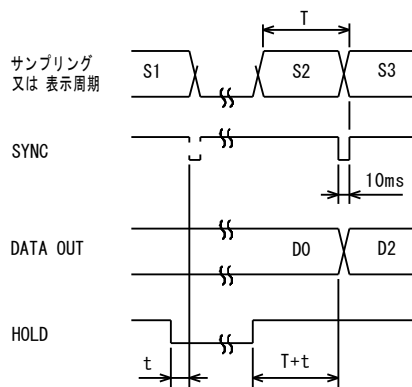 T
サンプリング
又は 表示周期
S1
S2
S3
SYNC
10ms
DATA OUT
D0
D2
HOLD
t
T+t